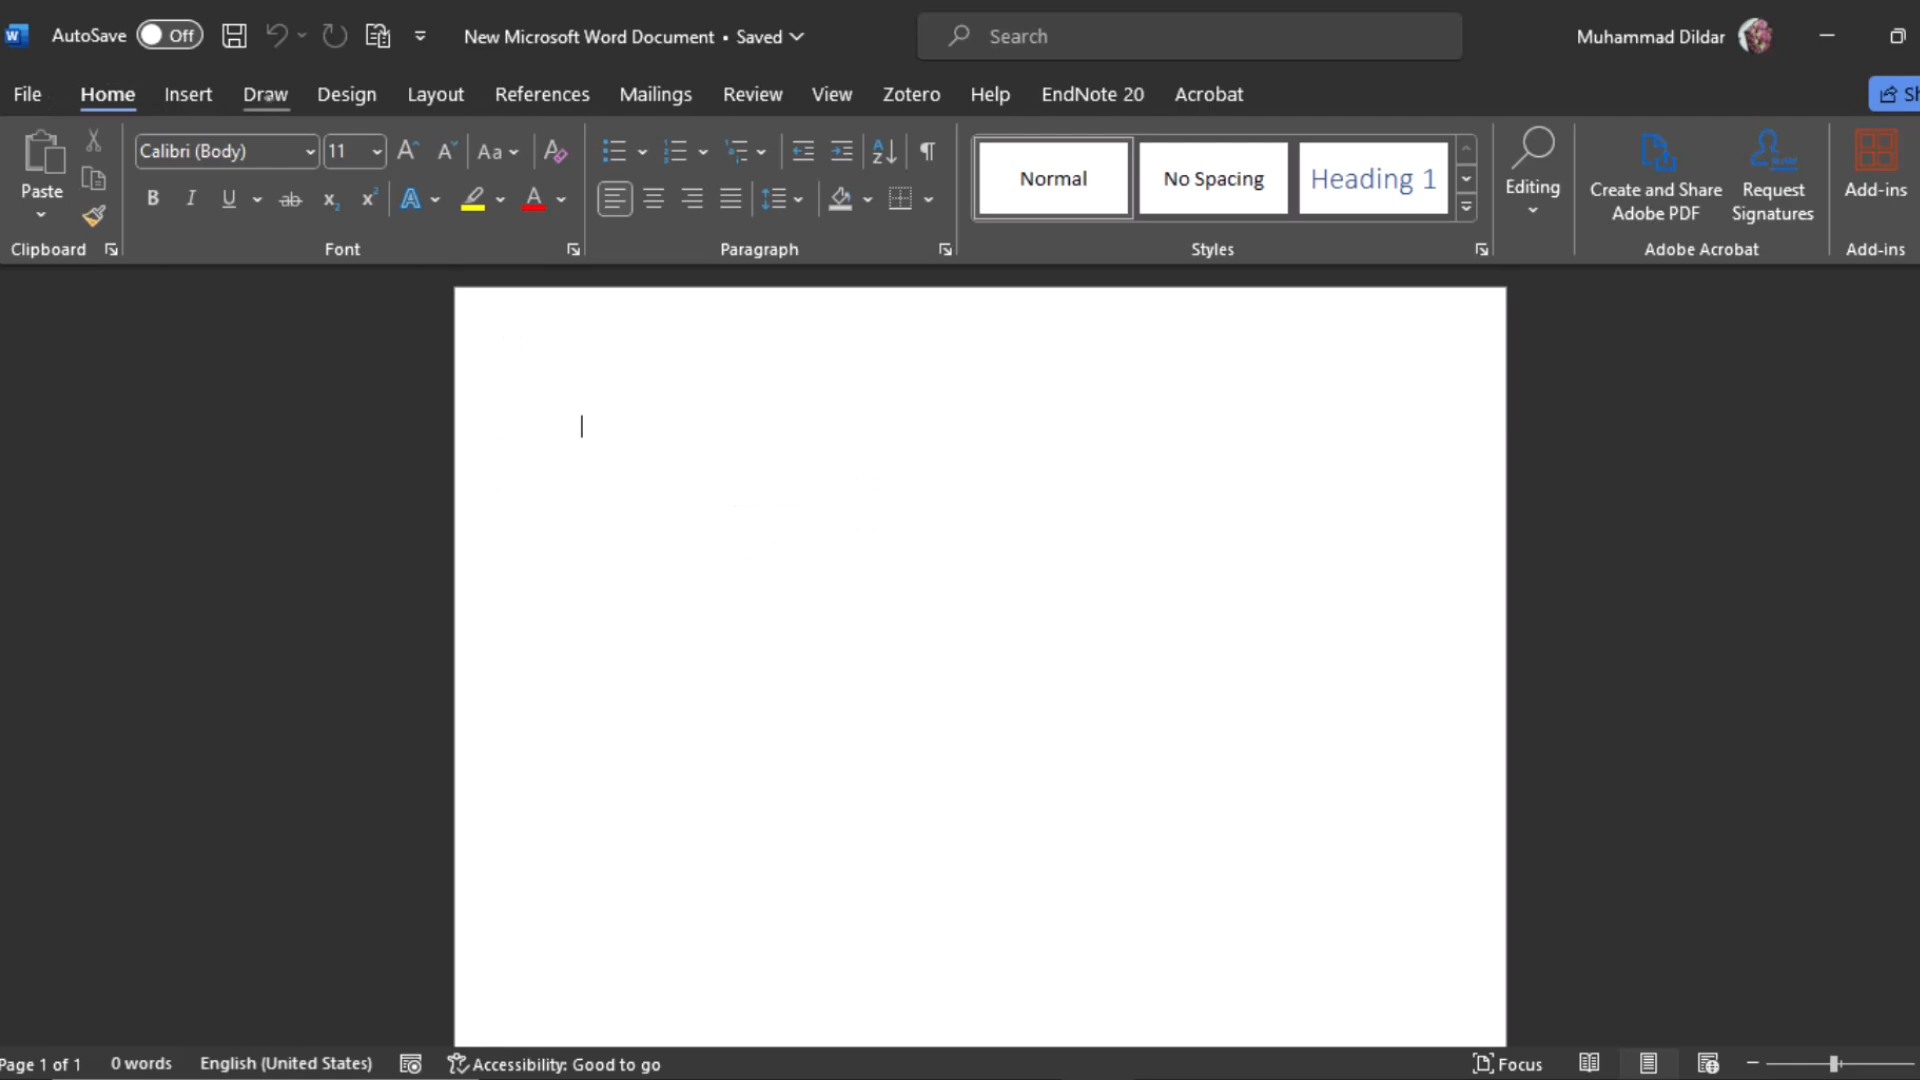 AutoSave Off New Microsoft Word Document • Saved Search Muhammad Dildar
File Home Insert Draw Design Layout References Mailings Review View Zotero Help EndNote 20 Acrobat
Calibri (Body) 11 Aa
Paste
B I U ab x₂ x² A A
Normal No Spacing Heading 1
Editing
Create and Share Adobe PDF
Request Signatures
Add-ins
Clipboard Font Paragraph Styles Adobe Acrobat Add-ins
Page 1 of 1 0 words English (United States) Accessibility: Good to go Focus